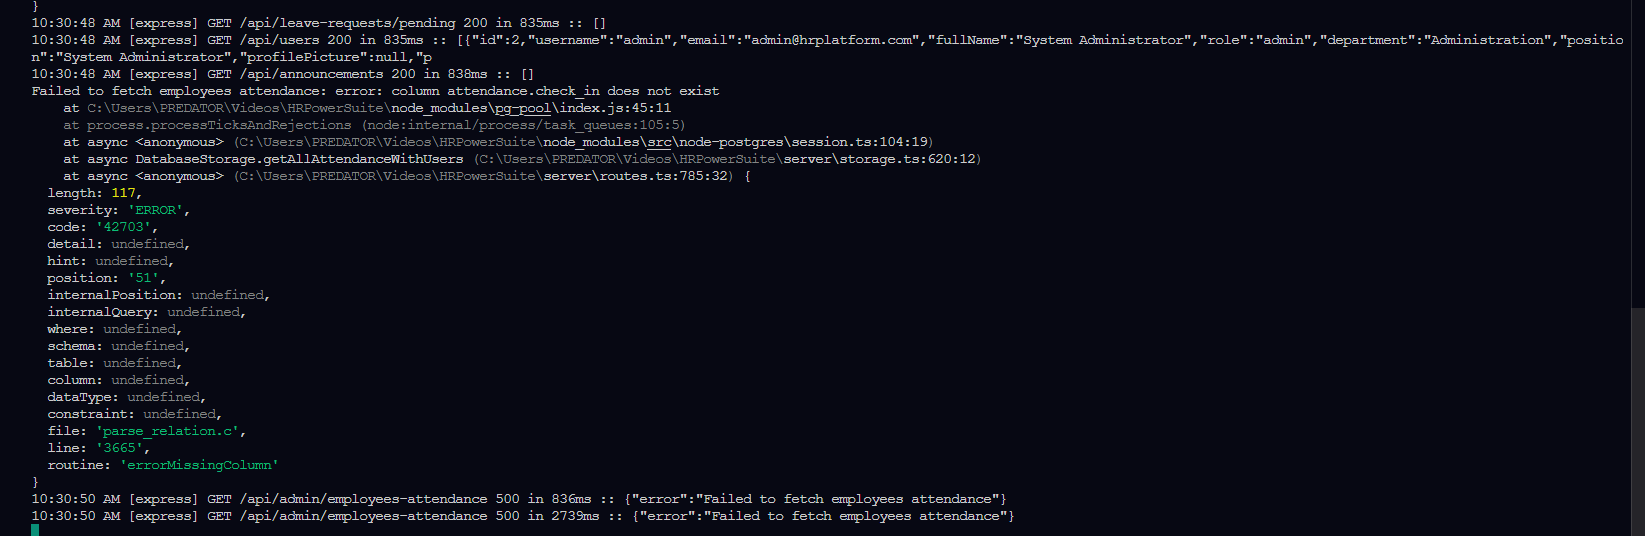 }
10:30:48 AM [express] GET /api/leave-requests/pending 200 in 835ms :: []
10:30:48 AM [express] GET /api/users 200 in 835ms :: [{"id":2,"username":"admin","email":"admin@hrplatform.com","fullName":"System Administrator","role":"admin","department":"Administration","positio
n":"System Administrator","profilePicture":null,"p
10:30:48 AM [express] GET /api/announcements 200 in 838ms :: []
Failed to fetch employees attendance: error: column attendance.check_in does not exist
    at C:\Users\PREDATOR\Videos\HRPowerSuite\node_modules\pg-pool\index.js:45:11
    at process.processTicksAndRejections (node:internal/process/task_queues:105:5)
    at async <anonymous> (C:\Users\PREDATOR\Videos\HRPowerSuite\node_modules\src\node-postgres\session.ts:104:19)
    at async DatabaseStorage.getAllAttendanceWithUsers (C:\Users\PREDATOR\Videos\HRPowerSuite\server\storage.ts:620:12)
    at async <anonymous> (C:\Users\PREDATOR\Videos\HRPowerSuite\server\routes.ts:785:32) {
  length: 117,
  severity: 'ERROR',
  code: '42703',
  detail: undefined,
  hint: undefined,
  position: '51',
  internalPosition: undefined,
  internalQuery: undefined,
  where: undefined,
  schema: undefined,
  table: undefined,
  column: undefined,
  dataType: undefined,
  constraint: undefined,
  file: 'parse_relation.c',
  line: '3665',
  routine: 'errorMissingColumn'
}
10:30:50 AM [express] GET /api/admin/employees-attendance 500 in 836ms :: {"error":"Failed to fetch employees attendance"}
10:30:50 AM [express] GET /api/admin/employees-attendance 500 in 2739ms :: {"error":"Failed to fetch employees attendance"}